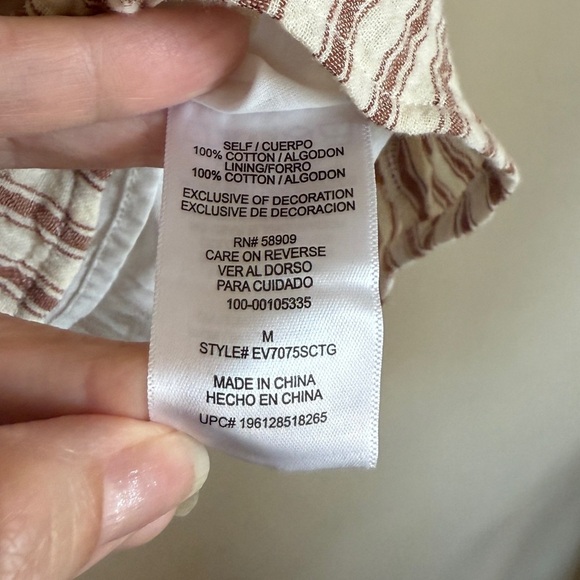 SELF / CUERPO
100% COTTON / ALGODON
LINING/FORRO
100% COTTON / ALGODON
EXCLUSIVE OF DECORATION
EXCLUSIVE DE DECORACION
RN# 58909
CARE ON REVERSE
VER AL DORSO
PARA CUIDADO
100-00105335
M
STYLE# EV7075SCTG
MADE IN CHINA
HECHO EN CHINA
UPC# 196128518265